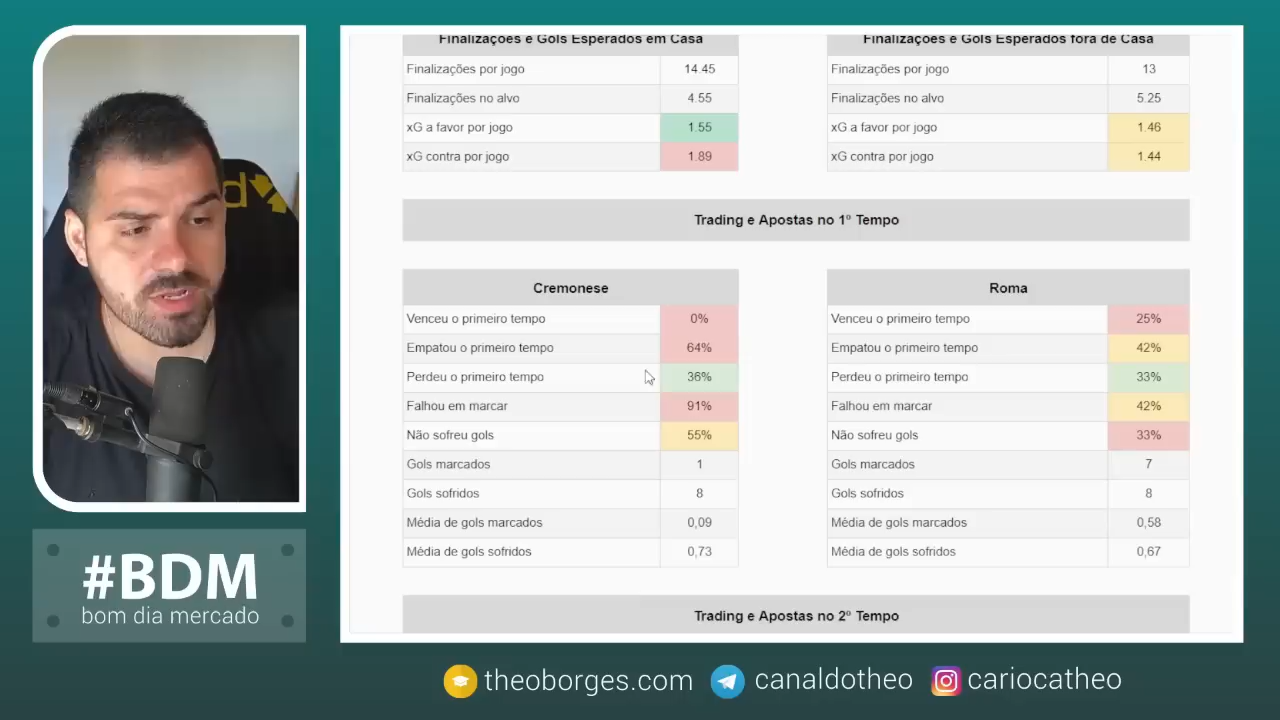 Finalizações e Gols Esperados em Casa
Finalizações por jogo 14.45
Finalizações no alvo 4.55
xG a favor por jogo 1.55
xG contra por jogo 1.89
Finalizações e Gols Esperados fora de Casa
Finalizações por jogo 13
Finalizações no alvo 5.25
xG a favor por jogo 1.46
xG contra por jogo 1.44
Trading e Apostas no 1º Tempo
Cremonese
Venceu o primeiro tempo 0%
Empatou o primeiro tempo 64%
Perdeu o primeiro tempo 36%
Falhou em marcar 91%
Não sofreu gols 55%
Gols marcados 1
Gols sofridos 8
Média de gols marcados 0,09
Média de gols sofridos 0,73
Roma
Venceu o primeiro tempo 25%
Empatou o primeiro tempo 42%
Perdeu o primeiro tempo 33%
Falhou em marcar 42%
Não sofreu gols 33%
Gols marcados 7
Gols sofridos 8
Média de gols marcados 0,58
Média de gols sofridos 0,67
Trading e Apostas no 2º Tempo
#BDM
bom dia mercado
theoborges.com
canaldotheo
cariocatheo